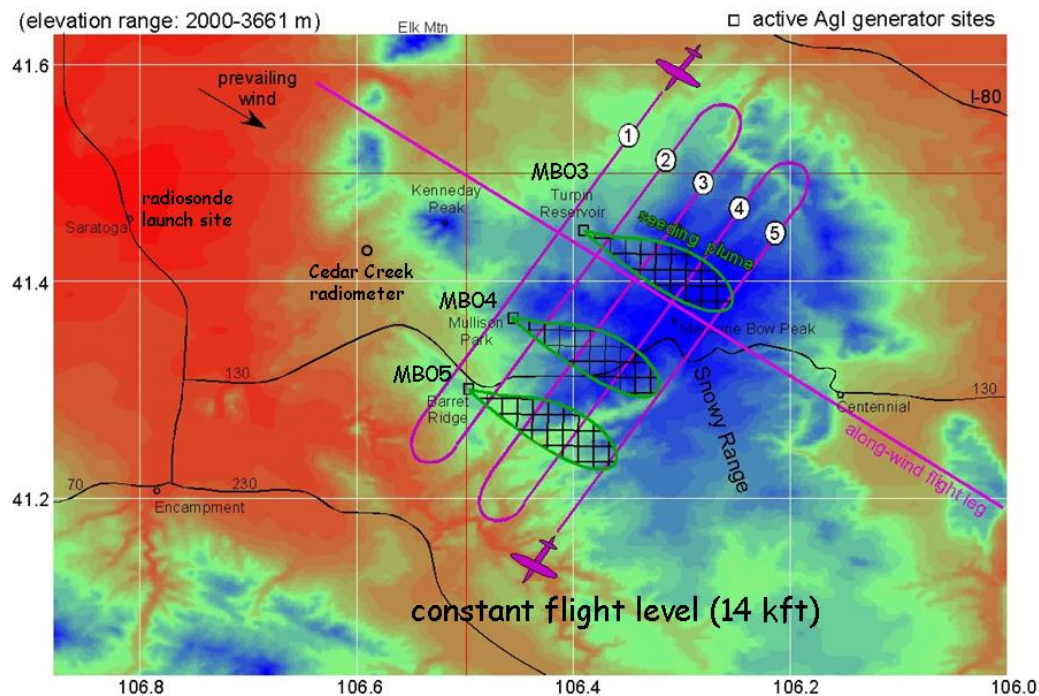 (elevation range: 2000-3661 m)
Elk Mtn
active AgI generator sites
41.6
prevailing
wind
I-80
1
2
MB03
3
Turpin
Reservoir
Kenneday
Peak
4
radiosonde
launch site
Saratoga
seeding plume
5
Cedar Creek
radiometer
41.4
MB04
Mullison
Park
Medicine Bow Peak
130
MB05
Barret
Ridge
Snowy Range
Centennial
130
along-wind flight leg
41.2
70
230
Encampment
constant flight level (14 kft)
106.8
106.6
106.4
106.2
106.0